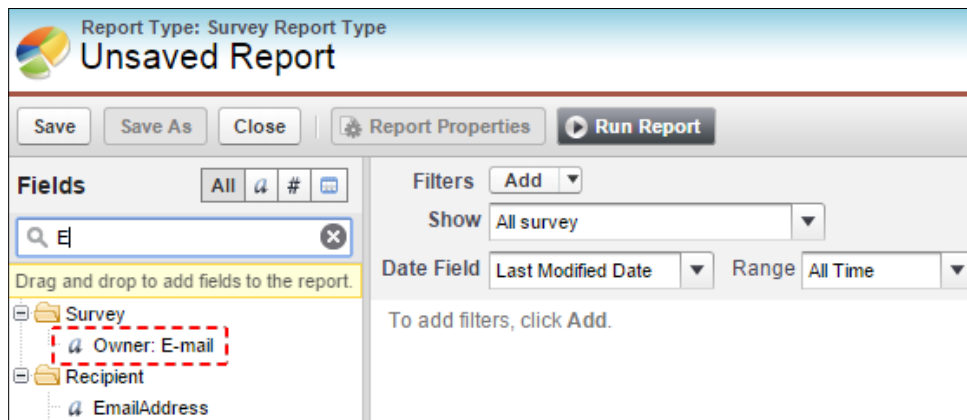 Report Type: Survey Report Type
Unsaved Report
Save Save As Close Report Properties Run Report
Fields All a #
E
Drag and drop to add fields to the report.
Survey
a Owner: E-mail
Recipient
a EmailAddress
Filters Add
Show All survey
Date Field Last Modified Date Range All Time
To add filters, click Add.